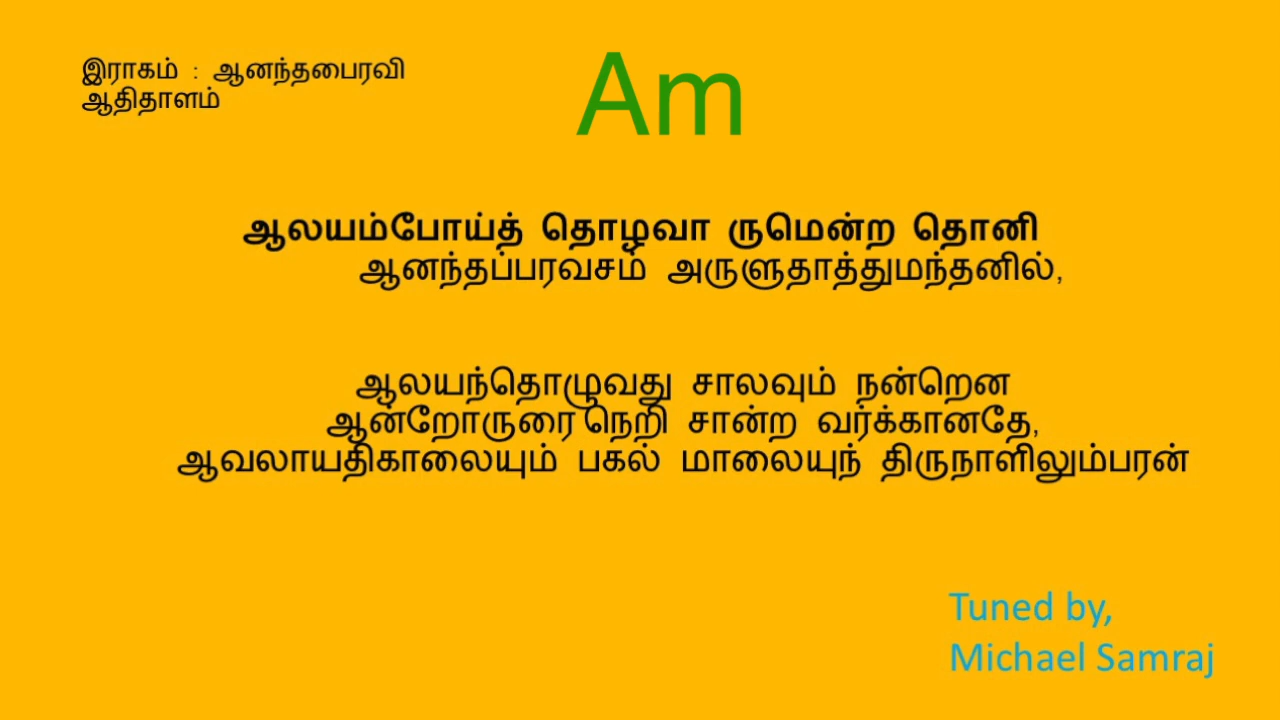 இராகம் : ஆனந்தபைரவி
ஆதிதாளம்
Am
ஆலயம்போய்த் தொழவா ருமென்ற தொனி
ஆனந்தப்பரவசம் அருளுதாத்துமந்தனில்,
ஆலயந்தொழுவது சாலவும் நன்றென
ஆன்றோருரை நெறி சான்ற வர்க்கானதே,
ஆவலாயதிகாலையும் பகல் மாலையுந் திருநாளிலும்பரன்
Tuned by,
Michael Samraj